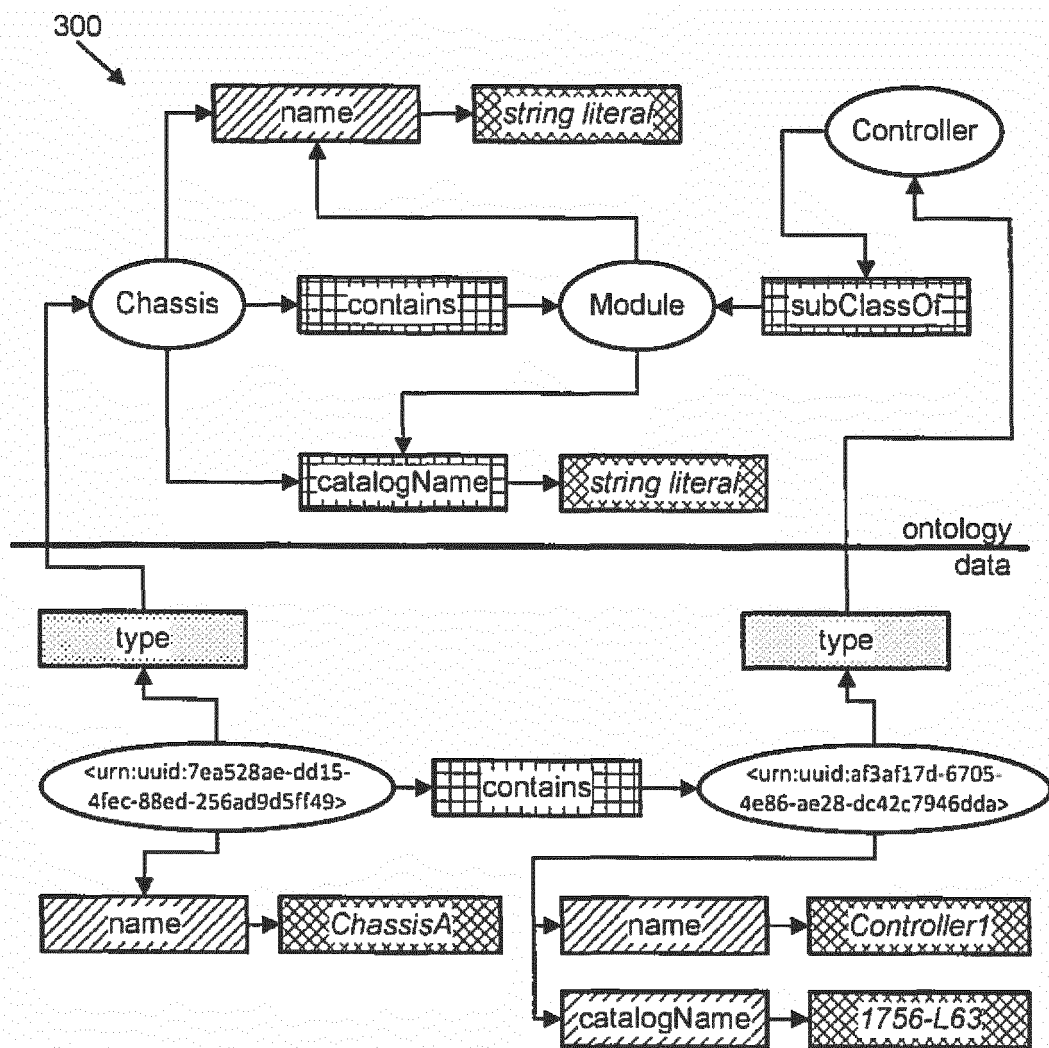 300
name
string literal
Controller
Chassis
contains
Module
subClassOf
catalogName
string literal
ontology
data
type
type
<urn:uuid:7ea528ae-dd15-
4fec-88ed-256ad9d5ff49>
contains
<urn:uuid:af3af17d-6705-
4e86-ae28-dc42c7946dda>
name
ChassisA
name
Controller1
catalogName
1756-L63